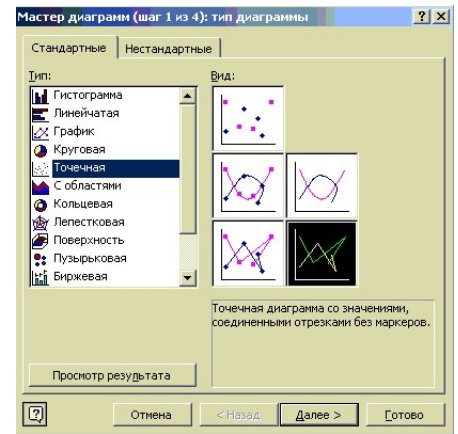 Мастер диаграмм (шаг 1 из 4): тип диаграммы
Стандартные Нестандартные
Тип: Вид:
Гистограмма
Линейчатая
График
Круговая
Точечная
С областями
Кольцевая
Лепестковая
Поверхность
Пузырьковая
Биржевая
Точечная диаграмма со значениями,
соединенными отрезками без маркеров.
Просмотр результата
Отмена < Назад Далее > Готово